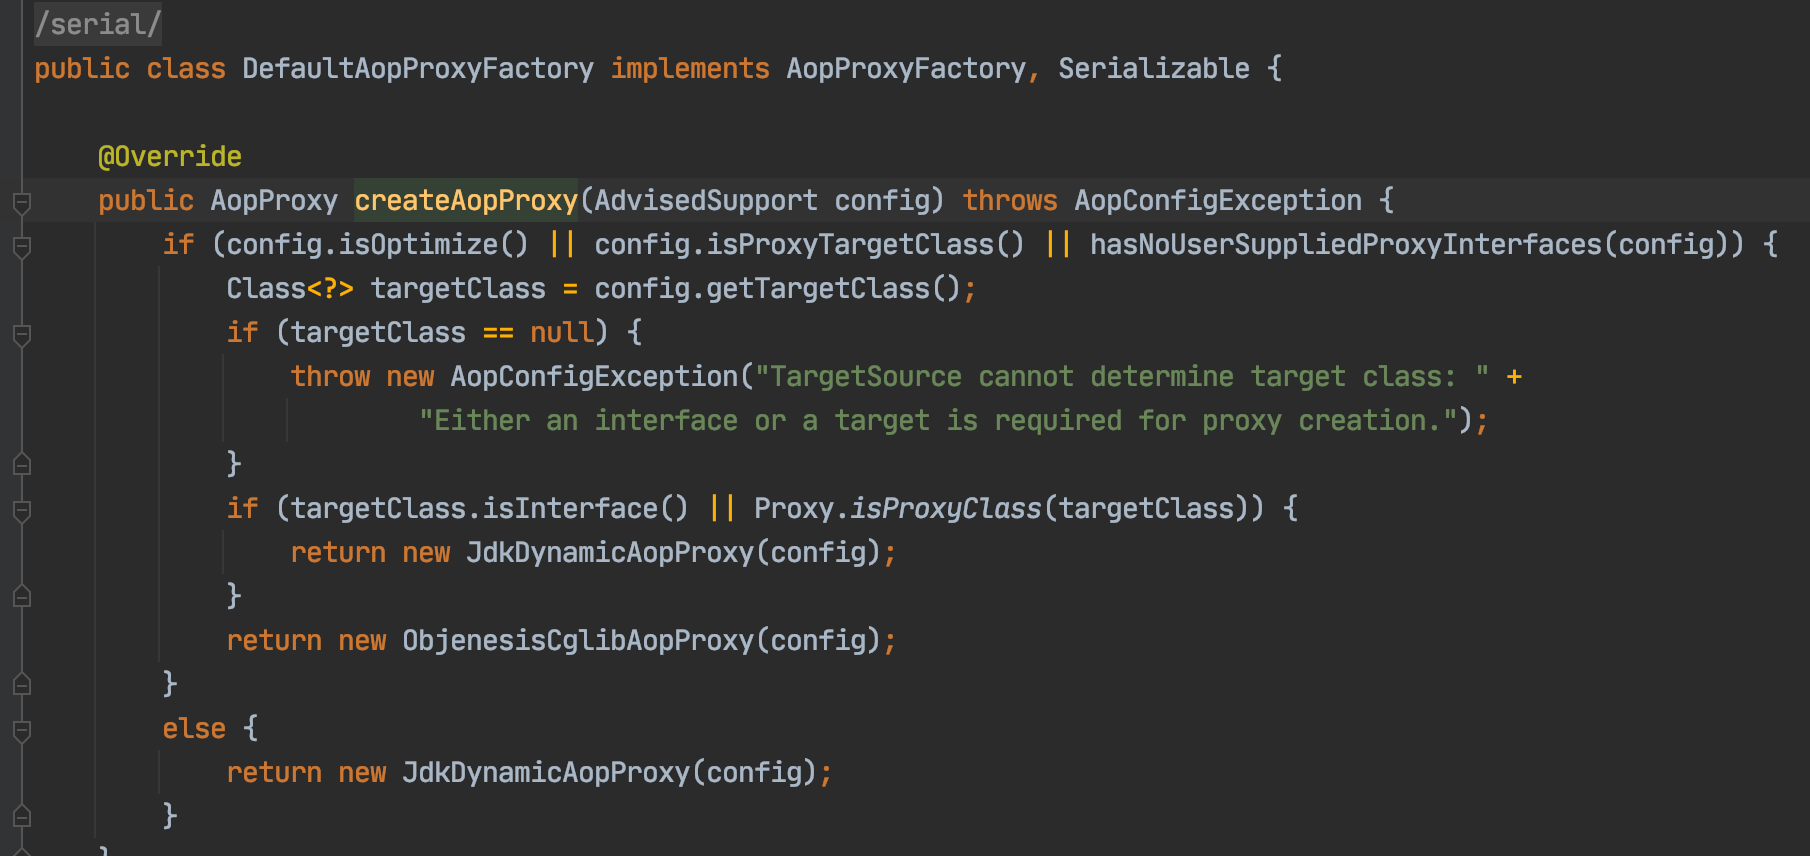 /serial/
public class DefaultAopProxyFactory implements AopProxyFactory, Serializable {
@Override
public AopProxy createAopProxy(AdvisedSupport config) throws AopConfigException {
if (config.isOptimize() || config.isProxyTargetClass() || hasNoUserSuppliedProxyInterfaces(config)) {
Class<?> targetClass = config.getTargetClass();
if (targetClass == null) {
throw new AopConfigException("TargetSource cannot determine target class: " +
"Either an interface or a target is required for proxy creation.");
}
if (targetClass.isInterface() || Proxy.isProxyClass(targetClass)) {
return new JdkDynamicAopProxy(config);
}
return new ObjenesisCglibAopProxy(config);
}
else {
return new JdkDynamicAopProxy(config);
}
}